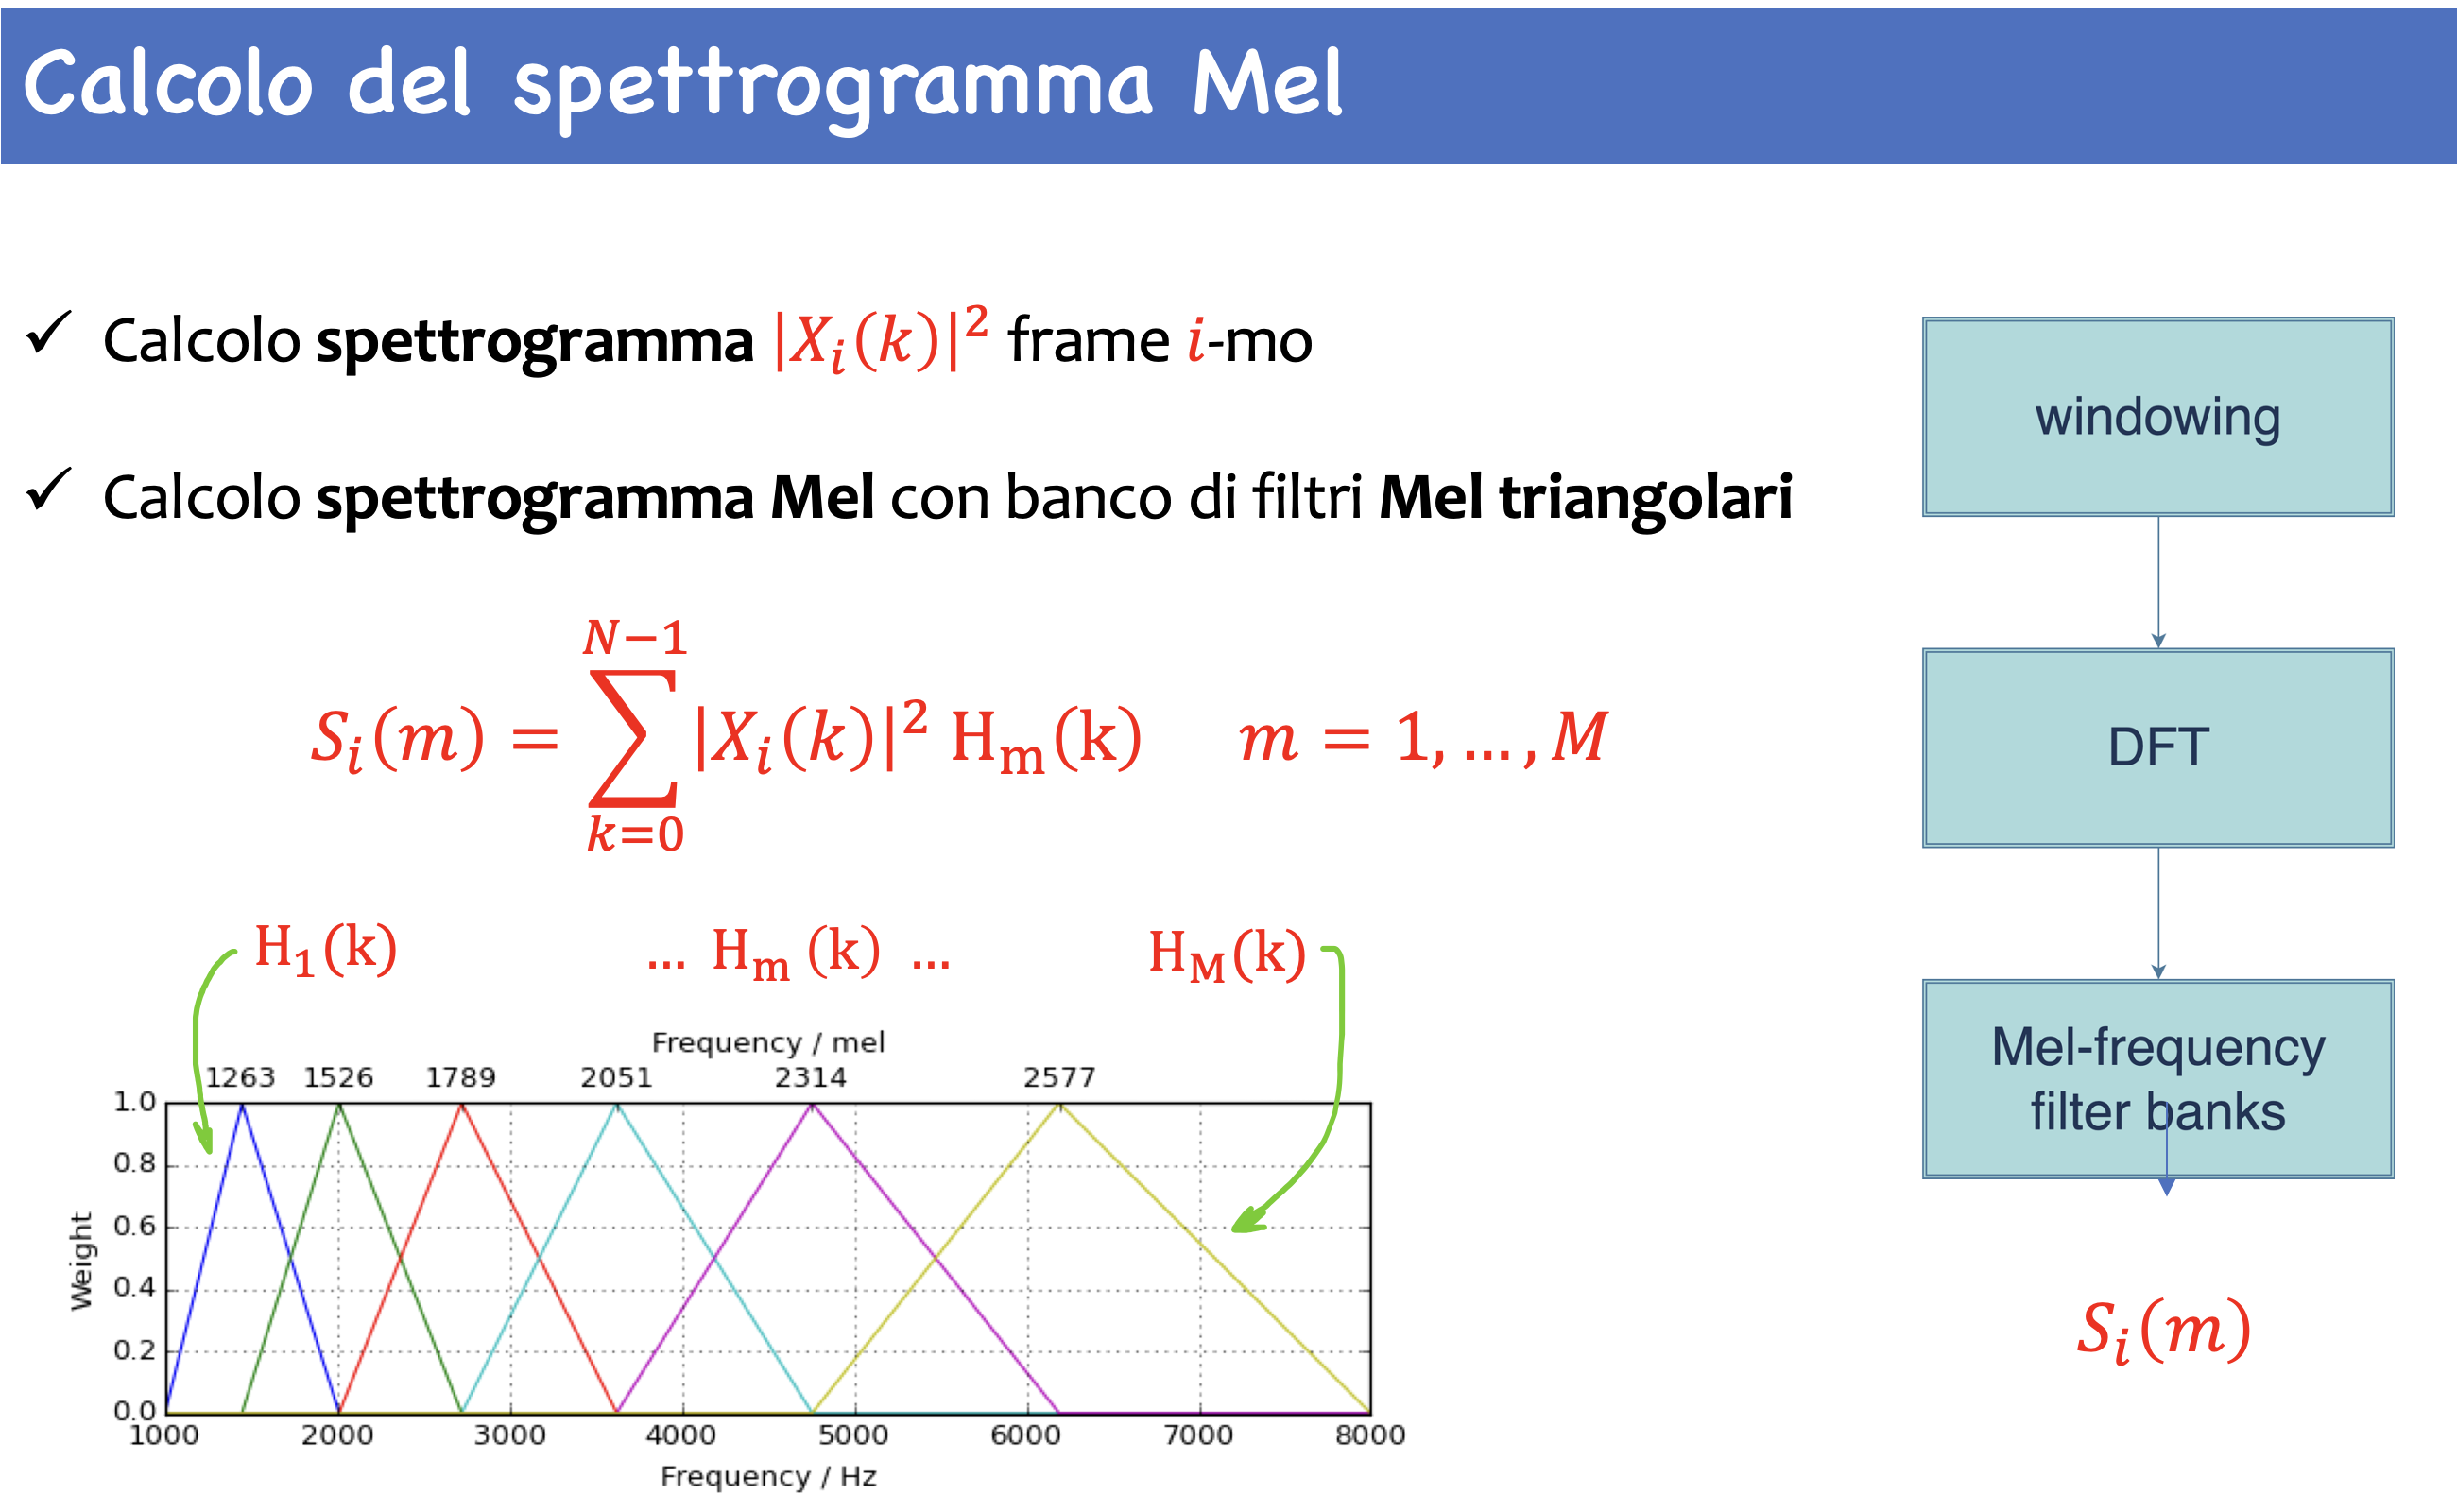 Calcolo del spettrogramma Mel
✓ Calcolo spettrogramma |X_i(k)|² frame i-mo
✓ Calcolo spettrogramma Mel con banco di filtri Mel triangolari
S_i(m) = ∑_{k=0}^{N−1} |X_i(k)|² H_m(k) m = 1, … , M
H_1(k) … H_m (k) … H_M(k)
Frequency / mel
1263 1526 1789 2051 2314 2577
1.0
0.8
0.6
0.4
0.2
0.0
Weight
1000 2000 3000 4000 5000 6000 7000 8000
Frequency / Hz
windowing
DFT
Mel-frequency
filter banks
S_i(m)